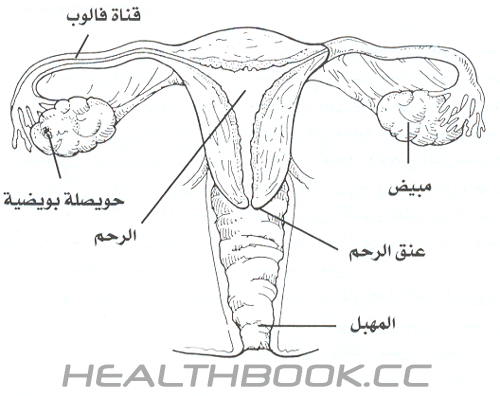 قناة فالوب
حويصلة بويضية
مبيض
الرحم
عنق الرحم
المهبل
HEALTHBOOK.CC